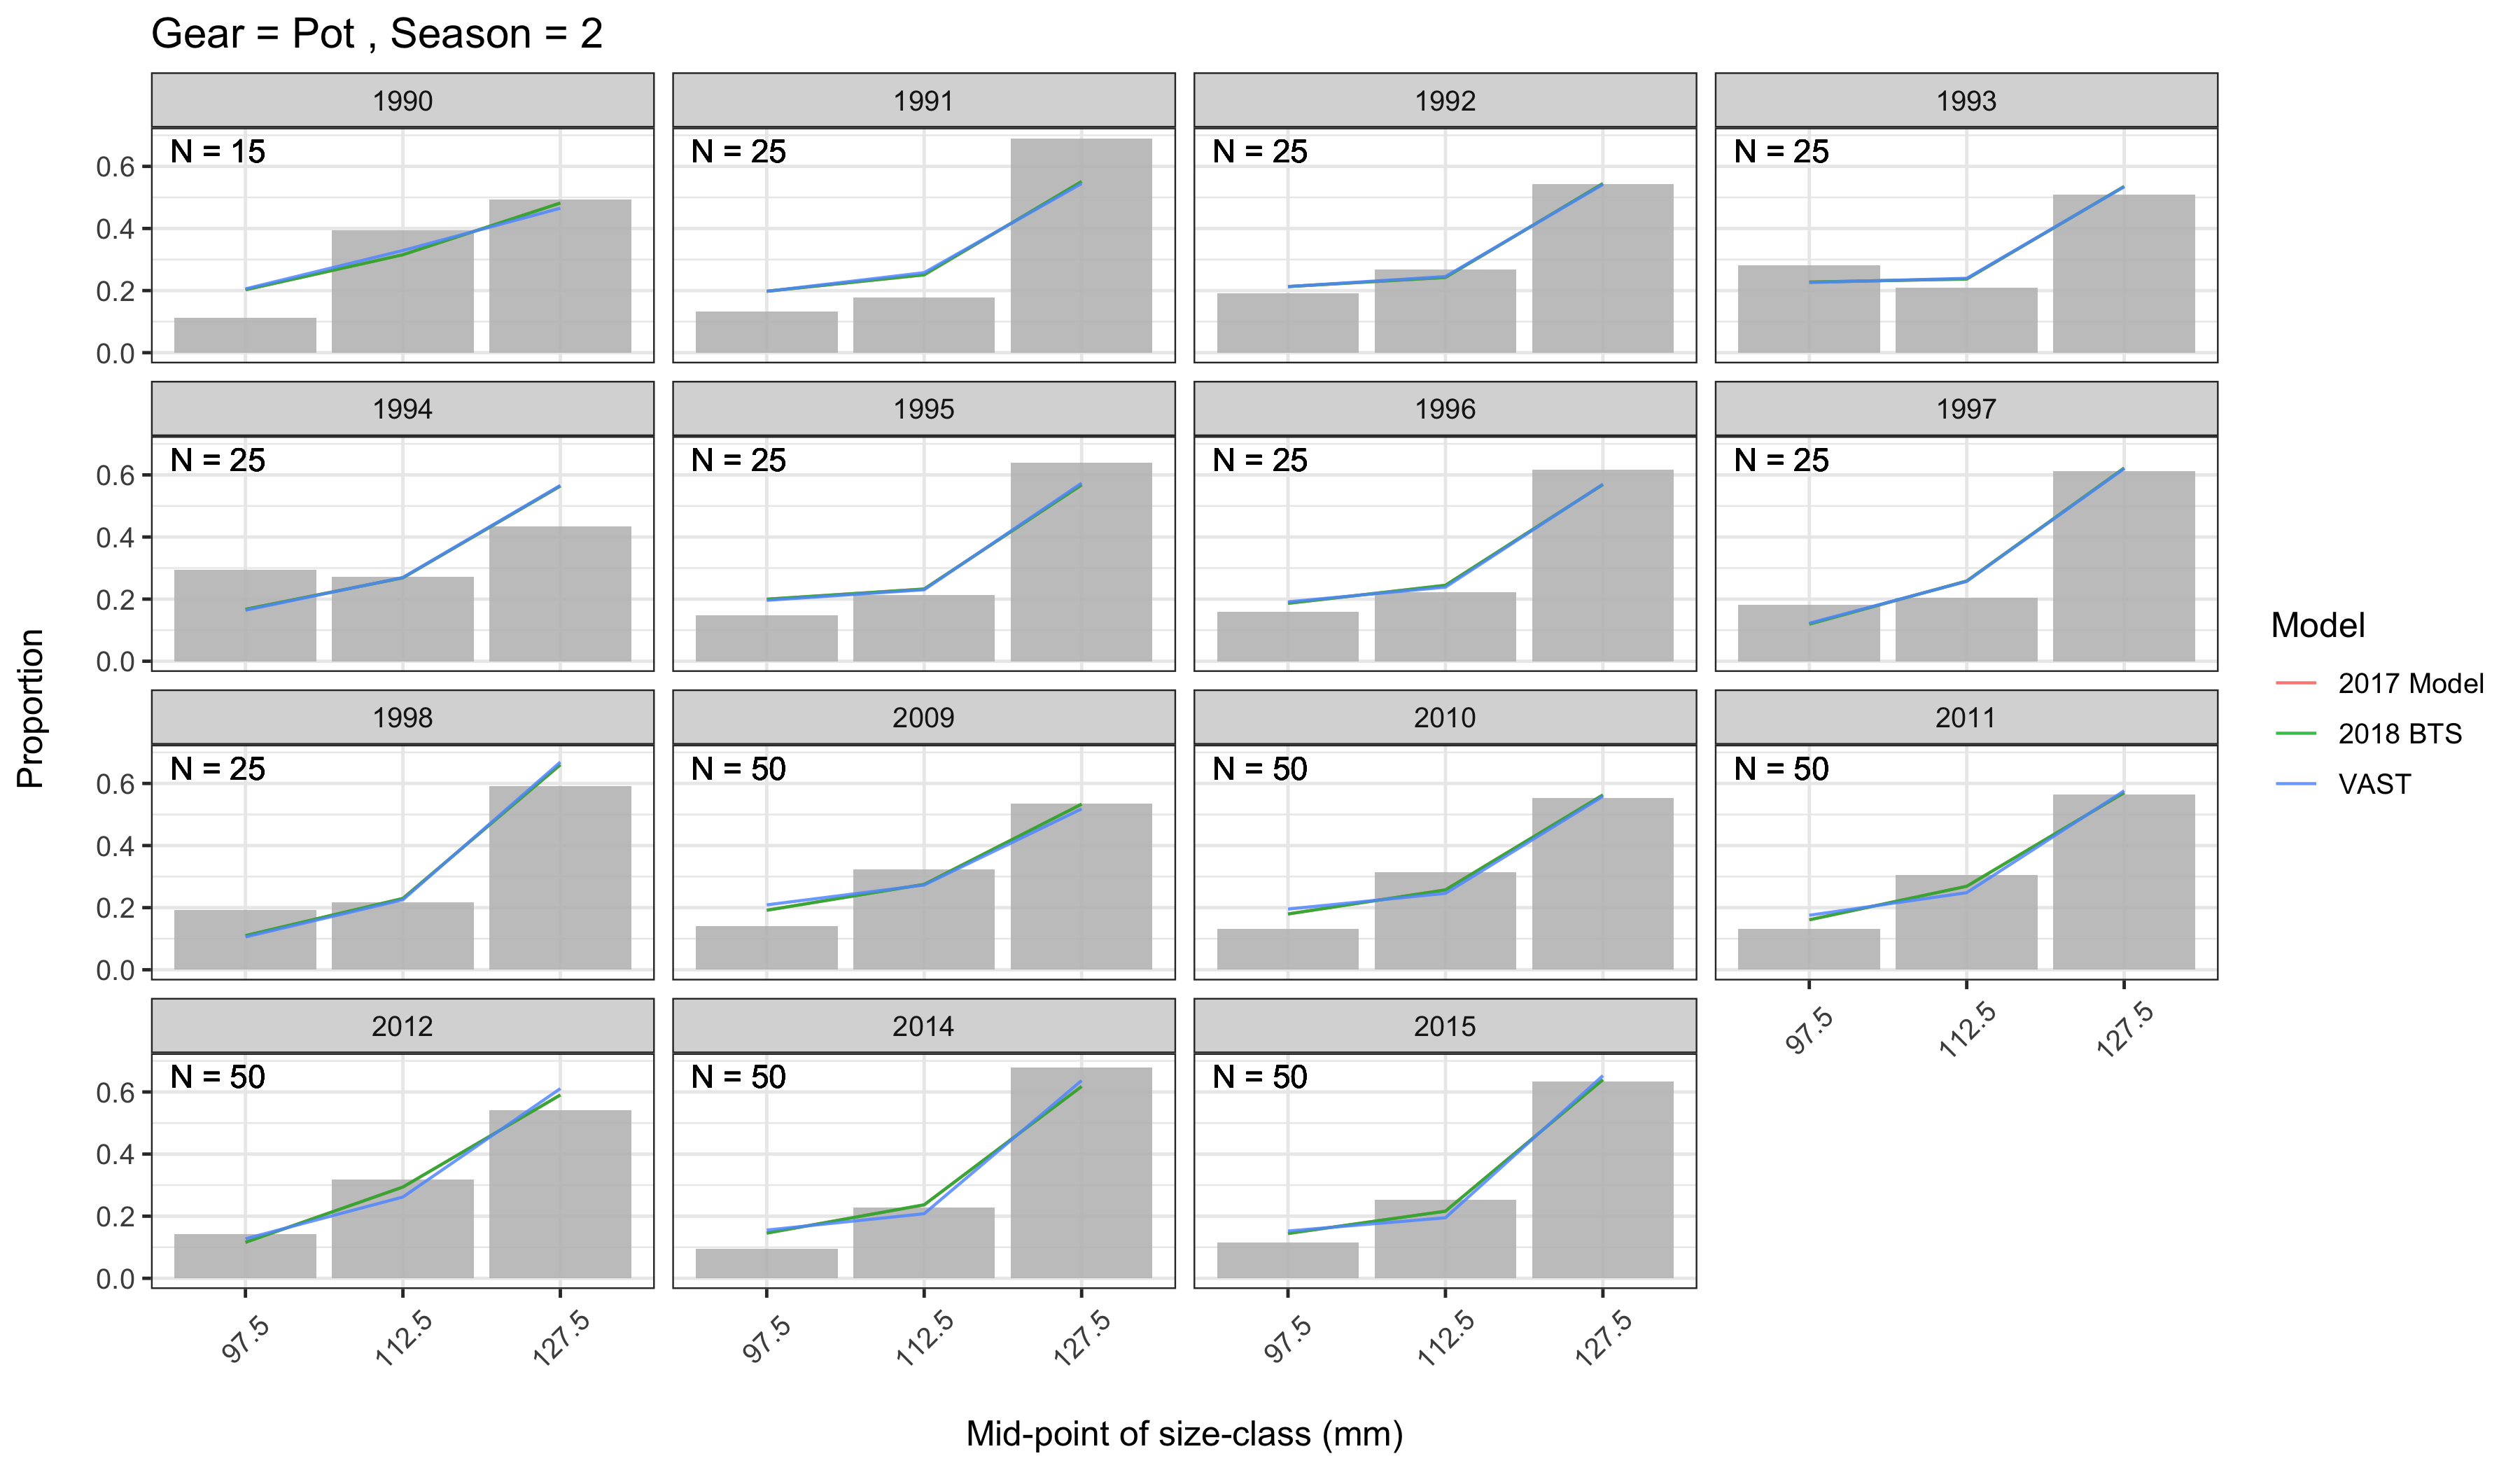 Gear = Pot , Season = 2
1990
1991
1992
1993
N = 15
N = 25
N = 25
N = 25
0.6
0.4
0.2
0.0
1994
1995
1996
1997
N = 25
N = 25
N = 25
N = 25
0.6
0.4
0.2
0.0
1998
2009
2010
2011
N = 25
N = 50
N = 50
N = 50
0.6
0.4
0.2
0.0
97.5
112.5
127.5
2012
2014
2015
N = 50
N = 50
N = 50
0.6
0.4
0.2
0.0
97.5
112.5
127.5
97.5
112.5
127.5
97.5
112.5
127.5
Proportion
Mid-point of size-class (mm)
Model
2017 Model
2018 BTS
VAST